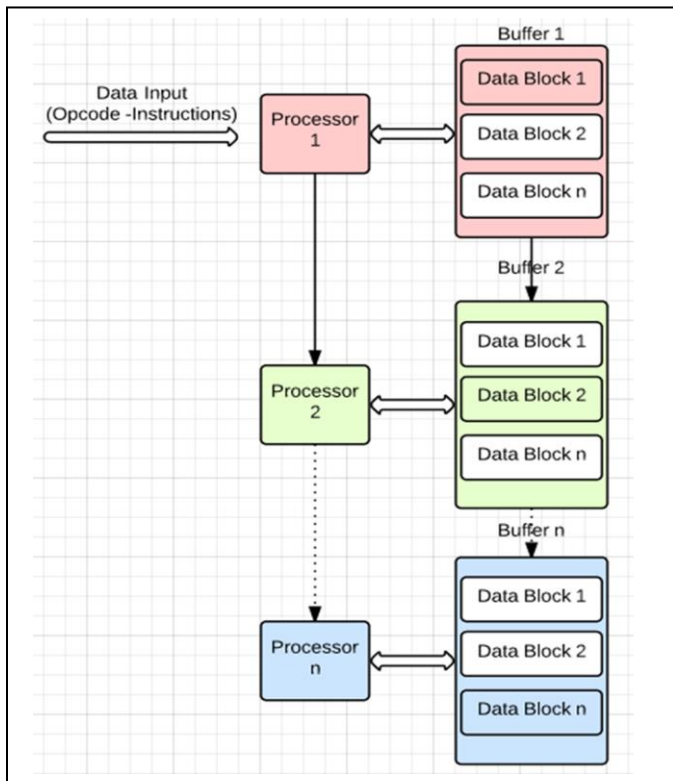 Buffer 1
Data Input
(Opcode -Instructions)
Processor
1
Data Block 1
Data Block 2
Data Block n
Buffer 2
Processor
2
Data Block 1
Data Block 2
Data Block n
Buffer n
Processor
n
Data Block 1
Data Block 2
Data Block n